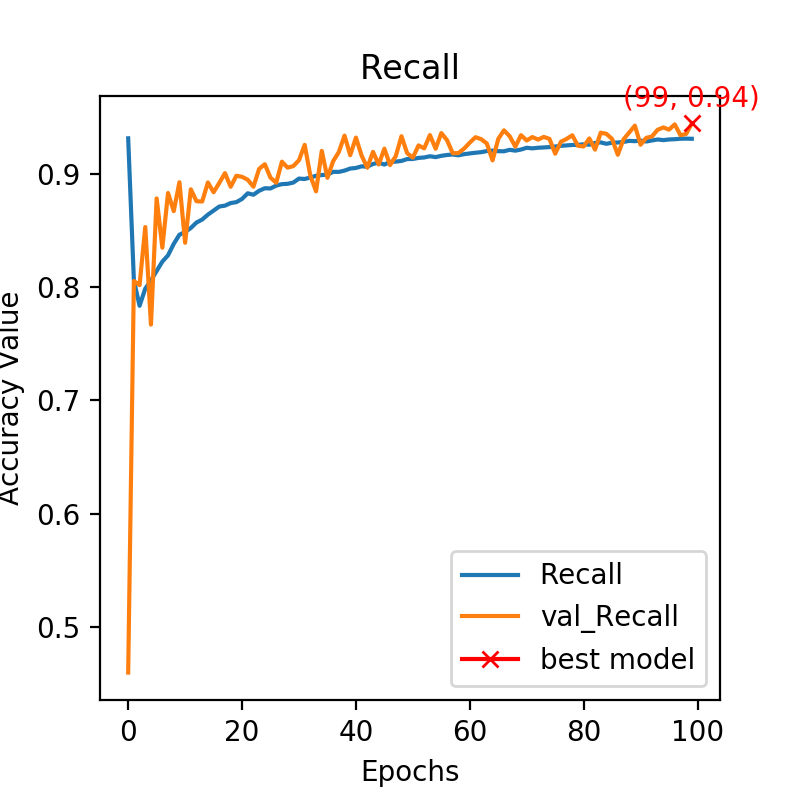 Recall
(99, 0.94)
0.9
0.8
0.7
0.6
0.5
Accuracy Value
Recall
val_Recall
best model
0 20 40 60 80 100
Epochs